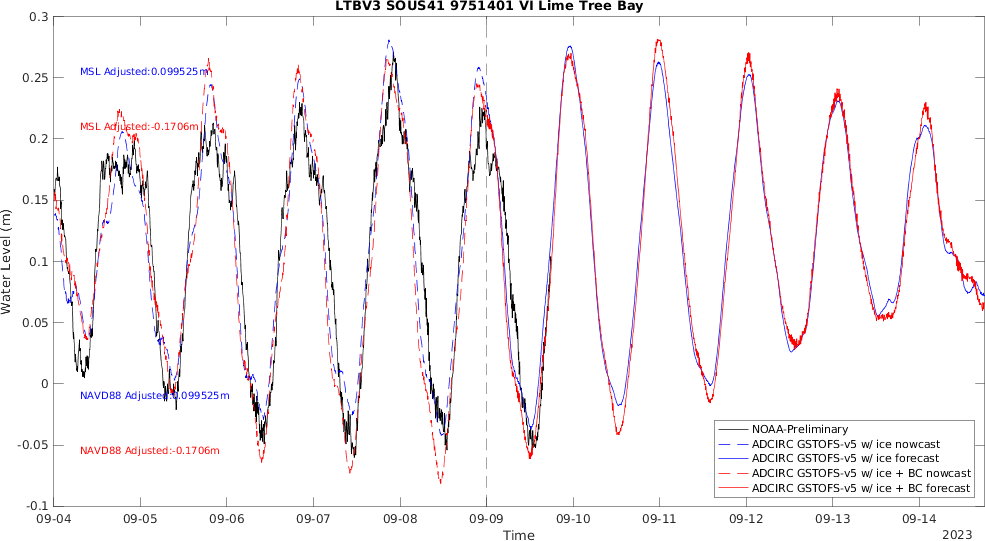 LTBV3 SOUS41 9751401 VI Lime Tree Bay
0.3
0.25
0.2
0.15
0.1
0.05
0
-0.05
-0.1
Water Level (m)
MSL Adjusted:0.099525m
MSL Adjusted:-0.1706m
NAVD88 Adjusted:0.099525m
NAVD88 Adjusted:-0.1706m
NOAA-Preliminary
ADCIRC GSTOFS-v5 w/ ice nowcast
ADCIRC GSTOFS-v5 w/ ice forecast
ADCIRC GSTOFS-v5 w/ ice + BC nowcast
ADCIRC GSTOFS-v5 w/ ice + BC forecast
09-04 09-05 09-06 09-07 09-08 09-09 09-10 09-11 09-12 09-13 09-14
Time
2023